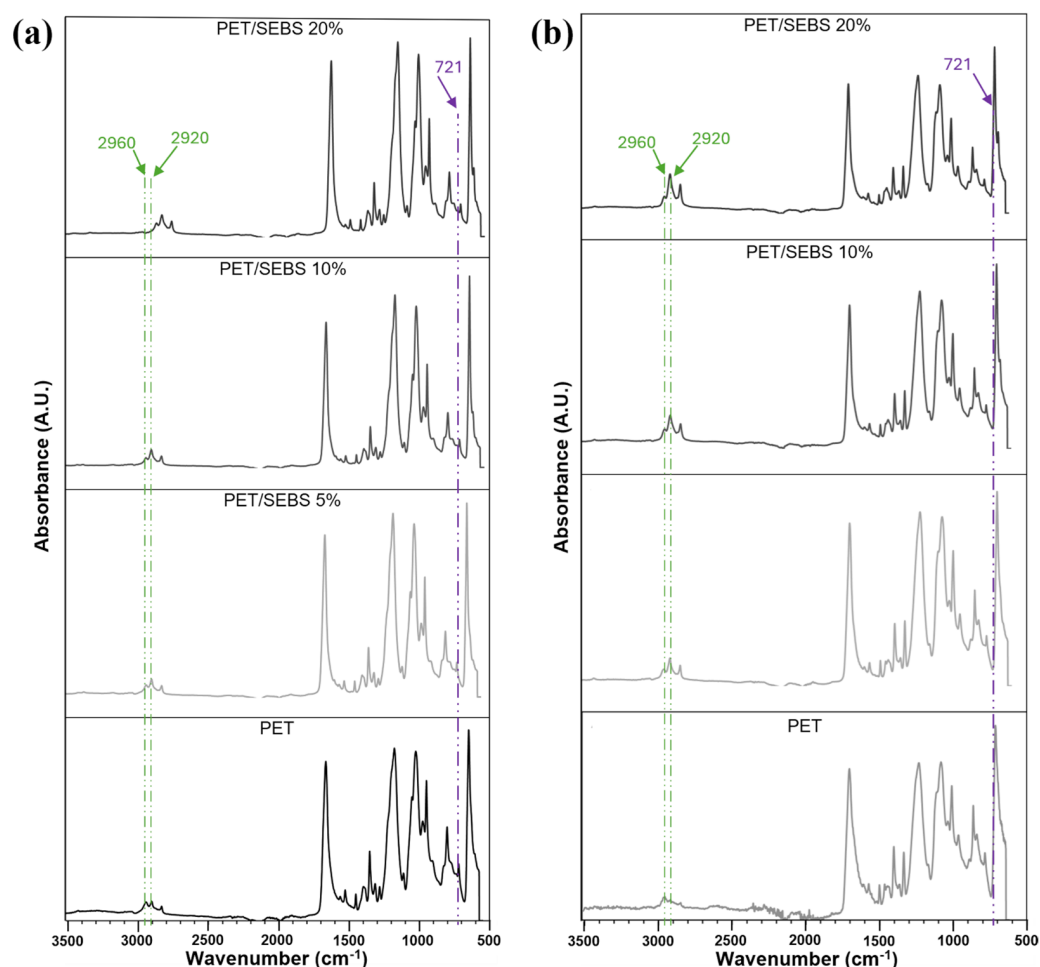 (a)
PET/SEBS 20%
721
2960
2920
PET/SEBS 10%
PET/SEBS 5%
PET
Absorbance (A.U.)
3500 3000 2500 2000 1500 1000 500
Wavenumber (cm-1)
(b)
PET/SEBS 20%
721
2960
2920
PET/SEBS 10%
PET
Absorbance (A.U.)
3500 3000 2500 2000 1500 1000 500
Wavenumber (cm-1)